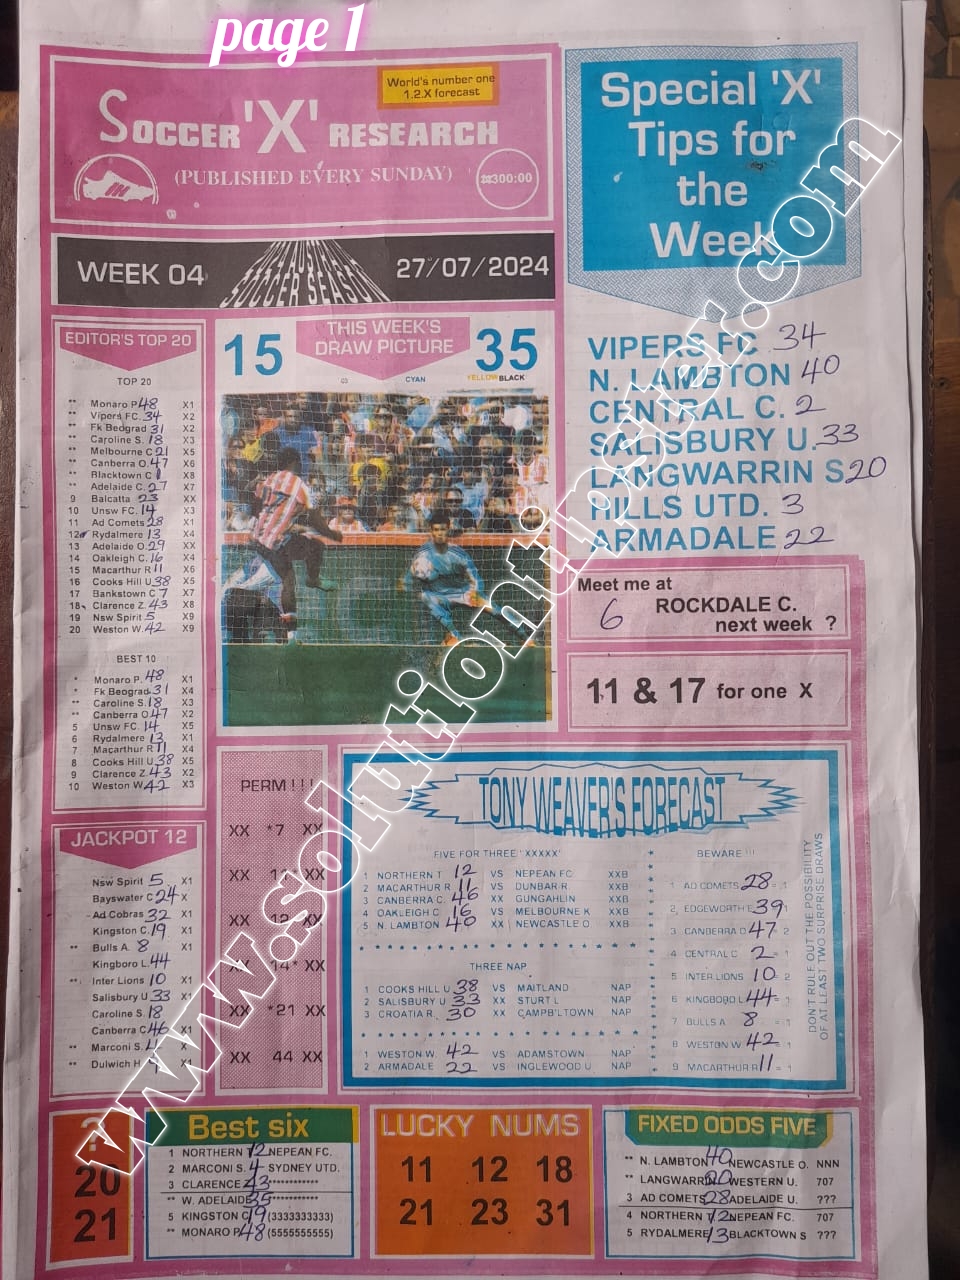 page 1
World's number one
1.2.X forecast
SOCCER 'X' RESEARCH
(PUBLISHED EVERY SUNDAY)
300:00
WEEK 04
SOCCER SEASON
27/07/2024
Special 'X'
Tips for
the
Week
VIPERS FC 34
N. LAMBTON 40
CENTRAL C. 2
SALISBURY U. 33
LANGWARRIN S 20
HILLS UTD. 3
ARMADALE 22
Meet me at
6 ROCKDALE C.
next week ?
11 & 17 for one X
EDITOR'S TOP 20
TOP 20
** Monaro P 48 X1
** Vipers FC. 34 X2
** Fk Beograd 31 X2
** Caroline S. 18 X3
** Melbourne C 21 X5
** Canberra O. 47 X6
** Blacktown C 1 X8
** Adelaide C. 27 X7
9 Balcatta 23 XX
10 Unsw FC. 14 X3
11 Ad Comets 28 X1
12 Rydalmere 13 X4
13 Adelaide O. 29 XX
14 Oakleigh C. 16 X4
15 Macarthur R 11 X6
16 Cooks Hill U 38 X5
17 Bankstown C 7 X7
18 Clarence Z. 43 X8
19 Nsw Spirit 5 X9
20 Weston W. 42 X9
BEST 10
* Monaro P. 48 X1
* Fk Beograd 31 X4
** Caroline S. 18 X3
** Canberra O 47 X2
5 Unsw FC. 14 X5
6 Rydalmere 13 X1
7 Macarthur R 11 X4
8 Cooks Hill U 38 X5
9 Clarence Z. 43 X2
10 Weston W. 42 X3
15
THIS WEEK'S
DRAW PICTURE
35
CYAN
YELLOW BLACK
JACKPOT 12
Nsw Spirit 5 X1
Bayswater C 24 X
Ad Cobras 32 X1
Kingston C. 19 X1
** Bulls A. 8 X1
Kingboro L. 44
** Inter Lions 10 X1
Salisbury U 33 X1
Caroline S. 18
Canberra C 46 X1
** Marconi S. 4 X
** Dulwich H. X1
PERM ! ! !
XX *7 XX
XX 11* XX
XX 12 XX
XX 14* XX
XX *21 XX
XX 44 XX
TONY WEAVER'S FORECAST
FIVE FOR THREE "XXXXX"
1 NORTHERN T 12 VS NEPEAN FC XXB
2 MACARTHUR R 11 VS DUNBAR R XXB
3 CANBERRA C. 46 XX GUNGAHLIN XXB
4 OAKLEIGH C 16 VS MELBOURNE K XXB
5 N. LAMBTON 40 XX NEWCASTLE O XXB
THREE NAP
1 COOKS HILL U 38 VS MAITLAND NAP
2 SALISBURY U 33 XX STURT L NAP
3 CROATIA R. 30 XX CAMPB'LTOWN NAP
1 WESTON W. 42 VS ADAMSTOWN NAP
2 ARMADALE 22 VS INGLEWOOD U NAP
BEWARE !!!
1 AD COMETS 28 = 1
2 EDGEWORTH E 39 1
3 CANBERRA O 47 2
4 CENTRAL C 2 = 1
5 INTER LIONS 10 2
6 KINGBORO L 44 = 1
7 BULLS A 8 = 1
8 WESTON W 42 = 1
9 MACARTHUR R 11 = 1
DON'T RULE OUT THE POSSIBILITY
OF AT LEAST TWO SURPRISE DRAWS
?
20
21
Best six
1 NORTHERN 12 NEPEAN FC.
2 MARCONI S. 4 SYDNEY UTD.
3 CLARENCE 43 ************
** W. ADELAIDE 35 ************
5 KINGSTON C 19 (3333333333)
** MONARO P. 48 (5555555555)
LUCKY NUMS
11 12 18
21 23 31
FIXED ODDS FIVE
** N. LAMBTON 40 NEWCASTLE O. NNN
** LANGWARRIN 20 WESTERN U. 707
3 AD COMETS 28 ADELAIDE U. ???
4 NORTHERN T 12 NEPEAN FC. 707
5 RYDALMERE 13 BLACKTOWN S ???
www.solutiontipster.com